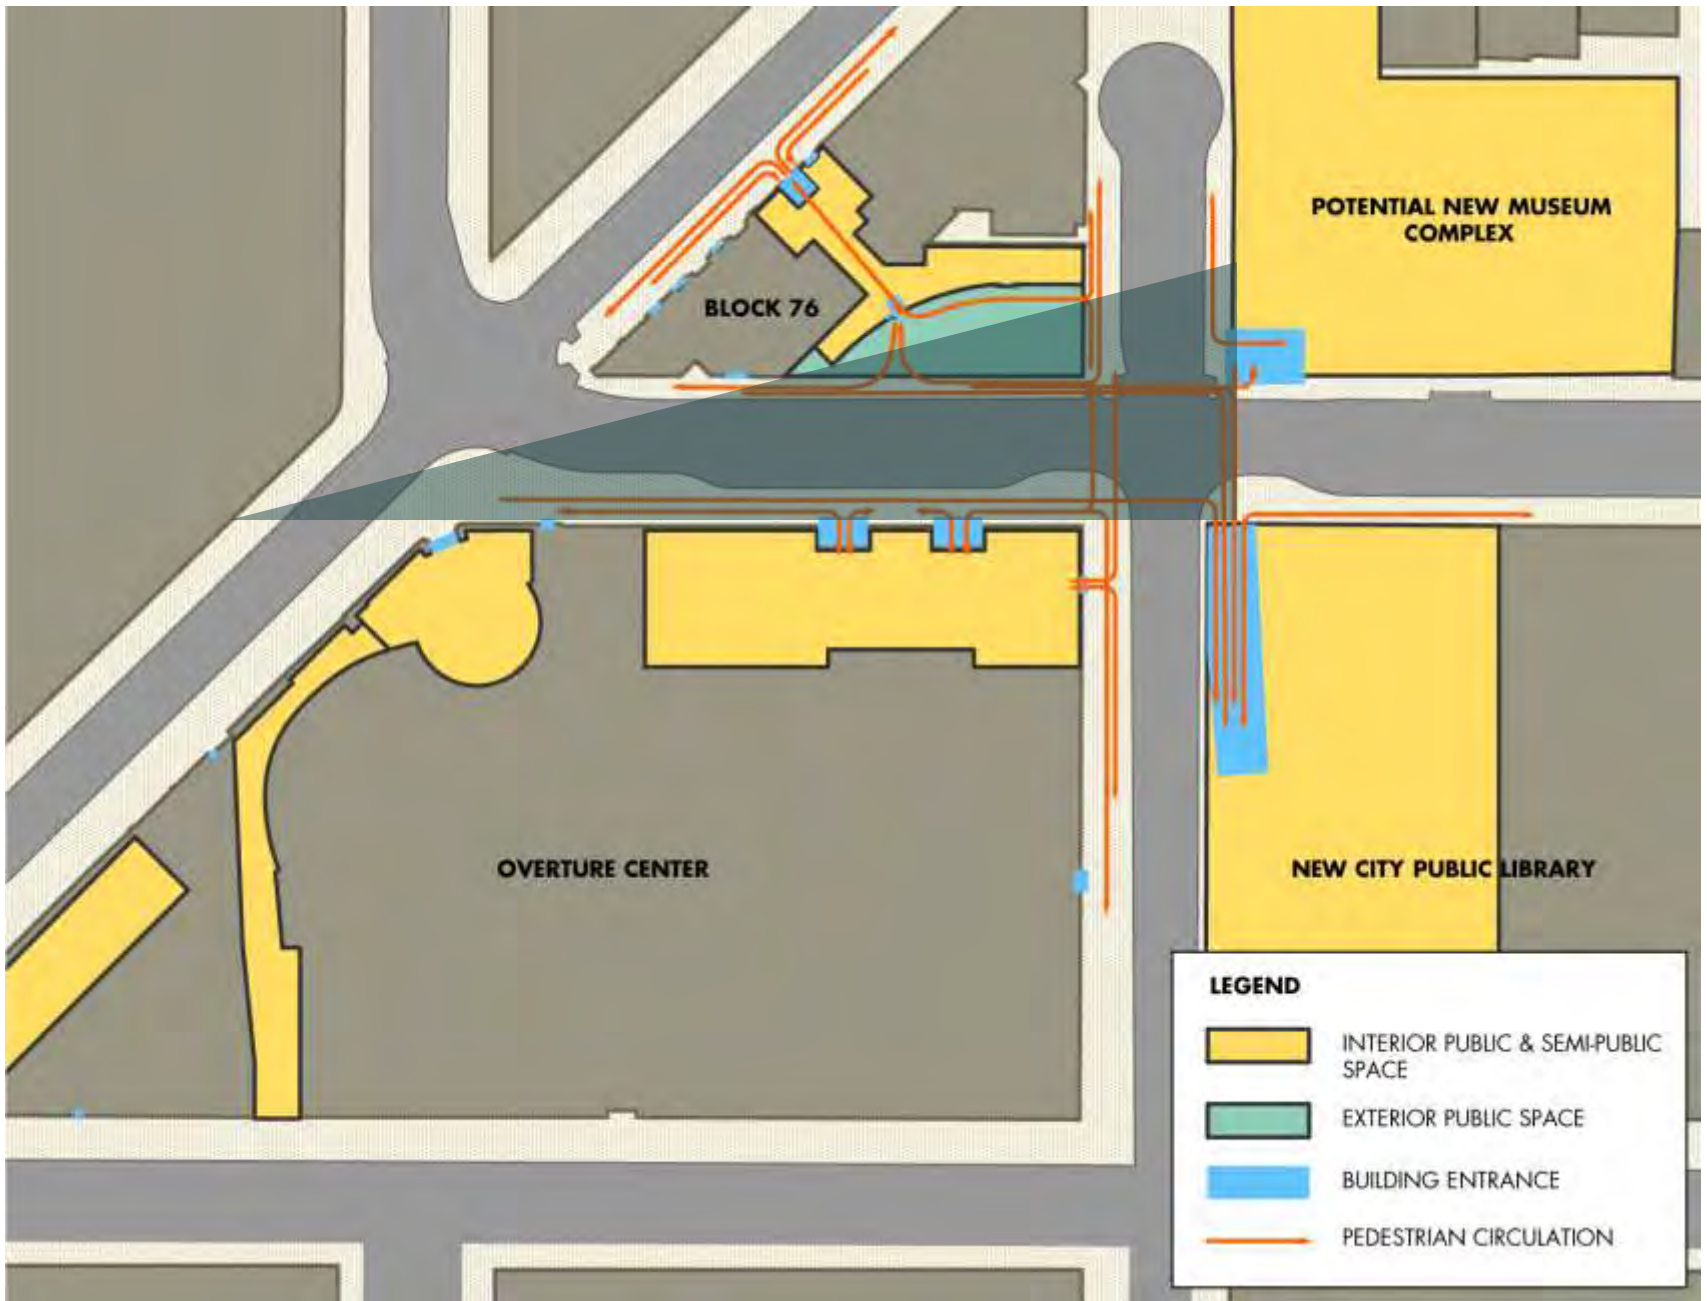 POTENTIAL NEW MUSEUM
COMPLEX
BLOCK 76
OVERTURE CENTER
NEW CITY PUBLIC LIBRARY
LEGEND
INTERIOR PUBLIC & SEMI-PUBLIC
SPACE
EXTERIOR PUBLIC SPACE
BUILDING ENTRANCE
PEDESTRIAN CIRCULATION